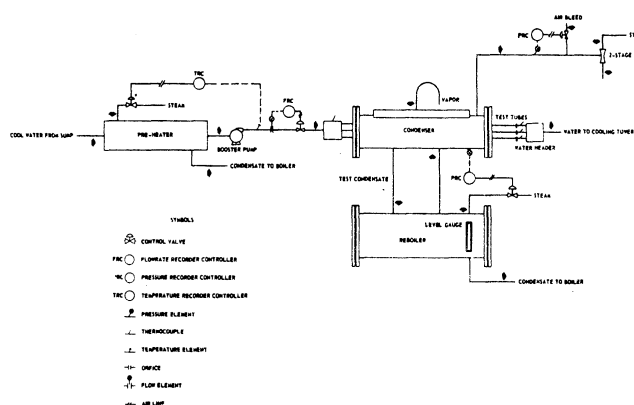 AIR BLEED
PRC
ST
2-STAGE
TRC
STEAM
FRC
VAPOR
TEST TUBES
COOL WATER FROM SUMP
PRE-HEATER
BOOSTER PUMP
CONDENSER
WATER TO COOLING TOWER
WATER HEADER
CONDENSATE TO BOILER
TEST CONDENSATE
PRC
STEAM
LEVEL GAUGE
REBOILER
CONDENSATE TO BOILER
SYMBOLS
CONTROL VALVE
FRC FLOWRATE RECORDER CONTROLLER
PRC PRESSURE RECORDER CONTROLLER
TRC TEMPERATURE RECORDER CONTROLLER
PRESSURE ELEMENT
THERMOCOUPLE
TEMPERATURE ELEMENT
ORIFICE
FLOW ELEMENT
AIR LINE